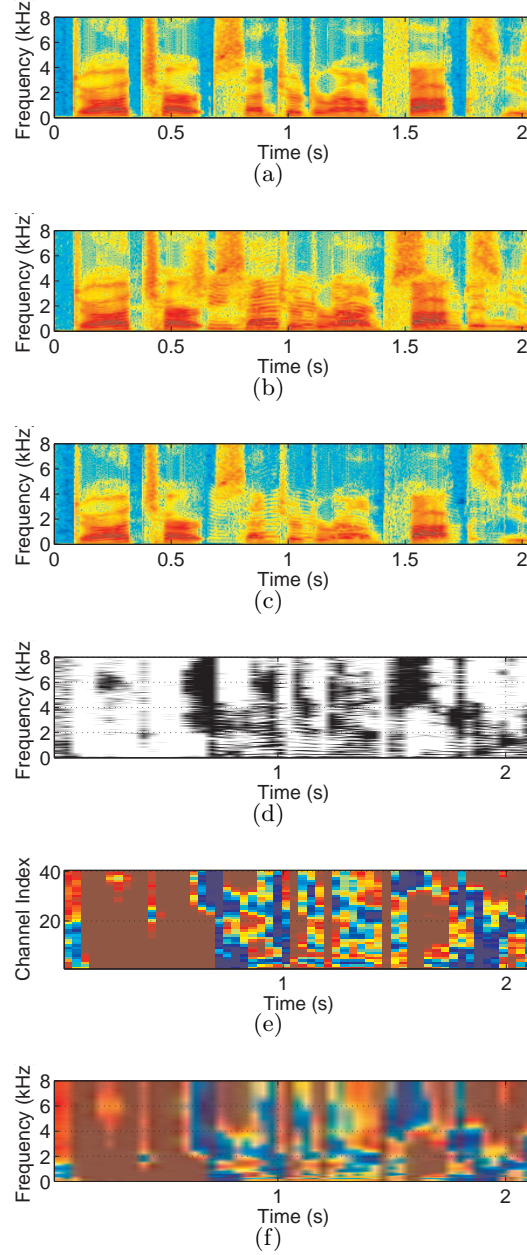 8
6
4
2
0
Frequency (kHz)
0 0.5 1 1.5 2
Time (s)
(a)
8
6
4
2
0
Frequency (kHz)
0 0.5 1 1.5 2
Time (s)
(b)
8
6
4
2
0
Frequency (kHz)
0 0.5 1 1.5 2
Time (s)
(c)
8
6
4
2
0
Frequency (kHz
1 2
Time (s)
(d)
40
20
Channel Index
1 2
Time (s)
(e)
8
6
4
2
0
Frequency (kHz
1 2
Time (s)
(f)